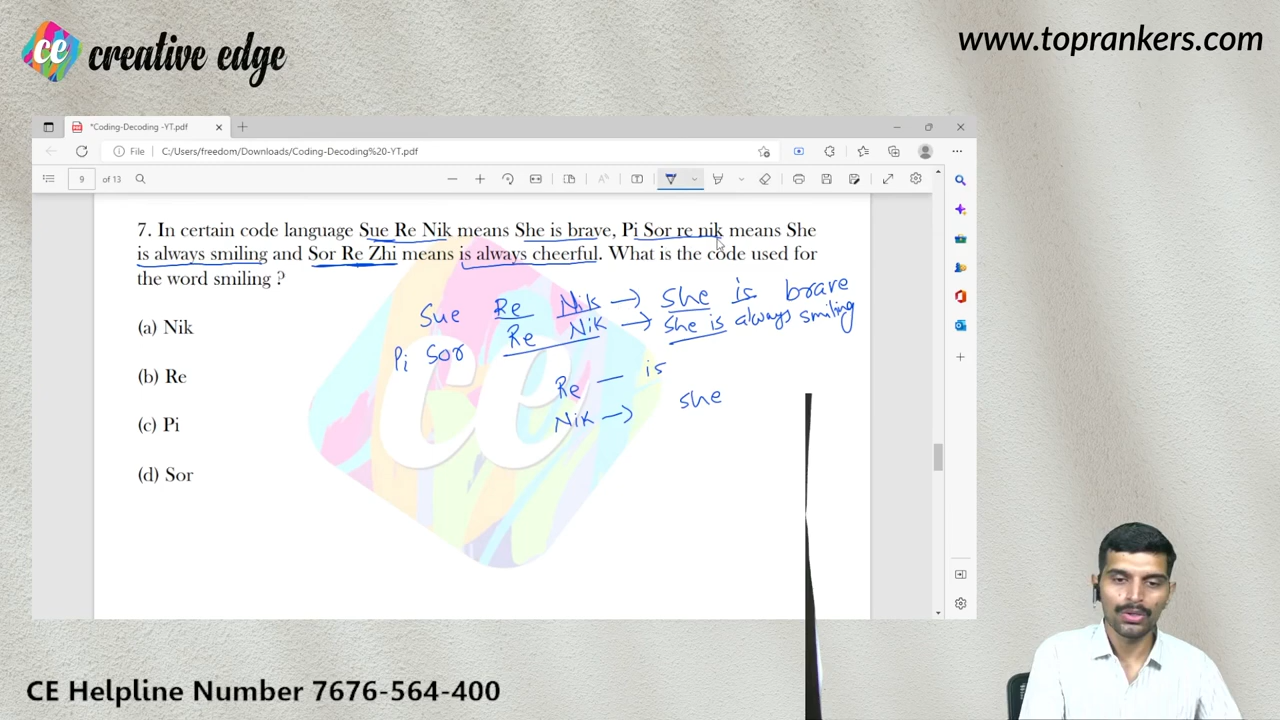 CE creative edge
www.toprankers.com
*Coding-Decoding -YT.pdf
File C:/Users/freedom/Downloads/Coding-Decoding%20-YT.pdf
9 of 13
7. In certain code language Sue Re Nik means She is brave, Pi Sor re nik means She
is always smiling and Sor Re Zhi means is always cheerful. What is the code used for
the word smiling ?
Sue Re Nik → she is brave
Pi Sor Re Nik → she is always smiling
(a) Nik
(b) Re
Re — is
Nik → she
(c) Pi
(d) Sor
CE
CE Helpline Number 7676-564-400